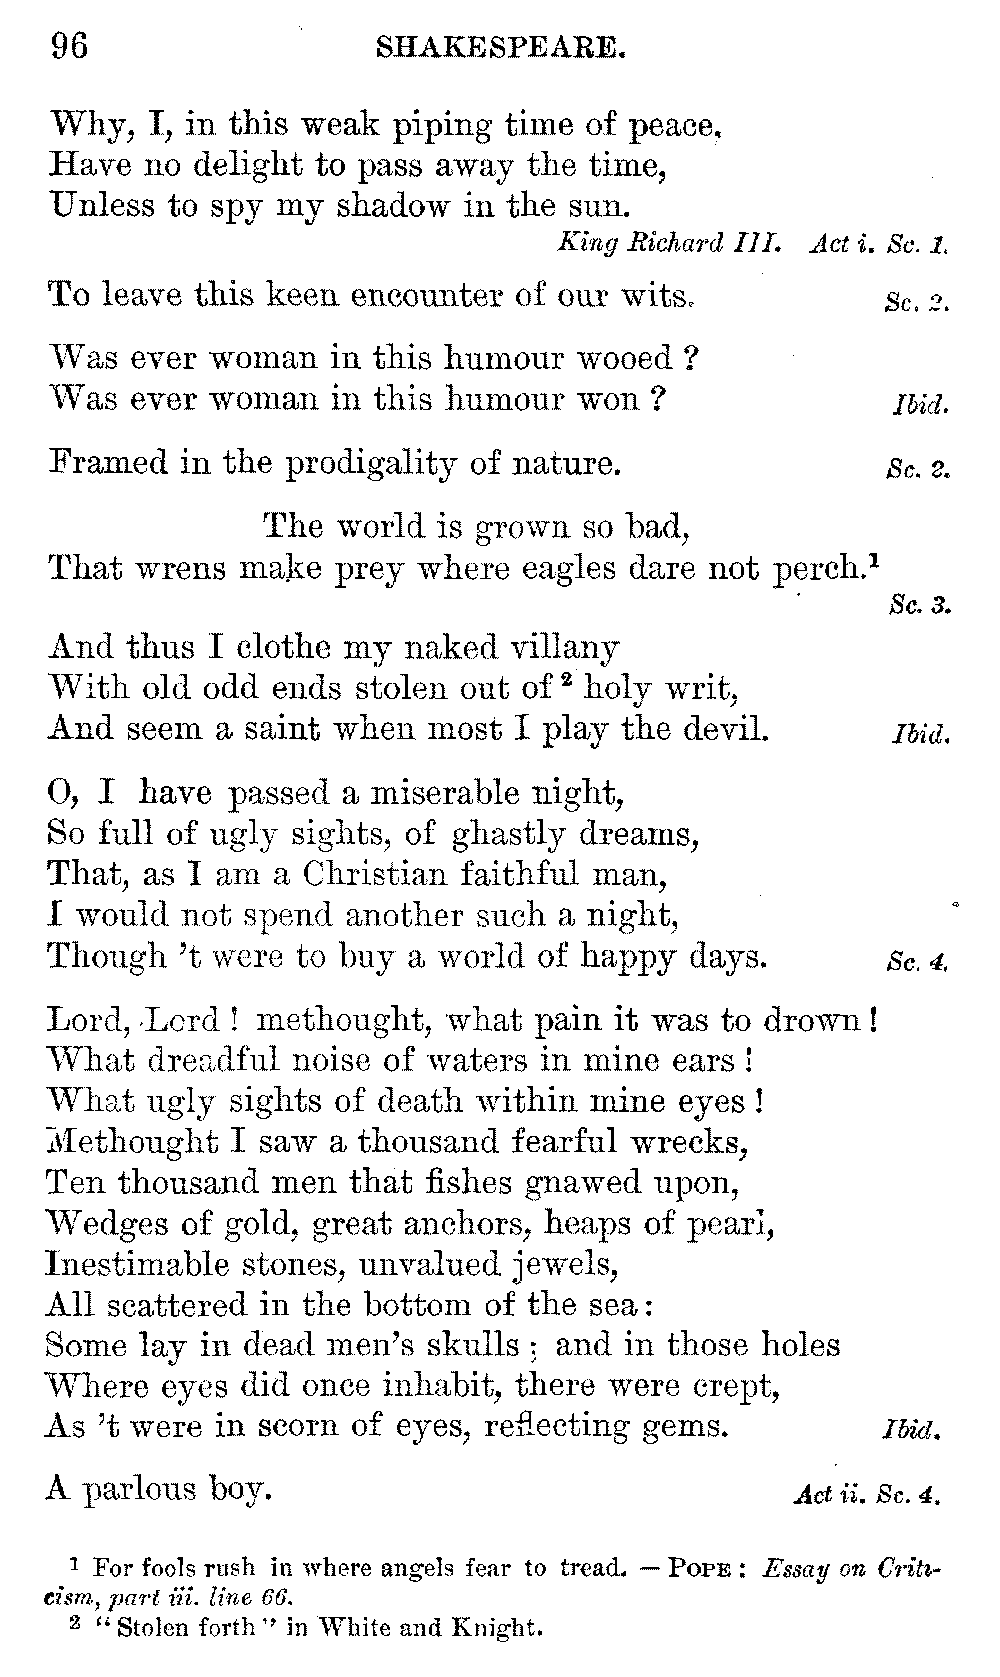 96 SHAKESPEARE.
Why, I, in this weak piping time of peace,
Have no delight to pass away the time,
Unless to spy my shadow in the sun.
King Richard III. Act i. Sc. 1.
To leave this keen encounter of our wits. Sc. 2.
Was ever woman in this humour wooed ?
Was ever woman in this humour won ? Ibid.
Framed in the prodigality of nature. Sc. 2.
The world is grown so bad,
That wrens make prey where eagles dare not perch.¹
Sc. 3.
And thus I clothe my naked villany
With old odd ends stolen out of ² holy writ,
And seem a saint when most I play the devil. Ibid.
O, I have passed a miserable night,
So full of ugly sights, of ghastly dreams,
That, as I am a Christian faithful man,
I would not spend another such a night,
Though 't were to buy a world of happy days. Sc. 4.
Lord, Lord ! methought, what pain it was to drown !
What dreadful noise of waters in mine ears !
What ugly sights of death within mine eyes !
Methought I saw a thousand fearful wrecks,
Ten thousand men that fishes gnawed upon,
Wedges of gold, great anchors, heaps of pearl,
Inestimable stones, unvalued jewels,
All scattered in the bottom of the sea:
Some lay in dead men's skulls ; and in those holes
Where eyes did once inhabit, there were crept,
As 't were in scorn of eyes, reflecting gems. Ibid.
A parlous boy. Act ii. Sc. 4.
¹ For fools rush in where angels fear to tread. — POPE : Essay on Criti-
cism, part iii. line 66.
² "Stolen forth" in White and Knight.